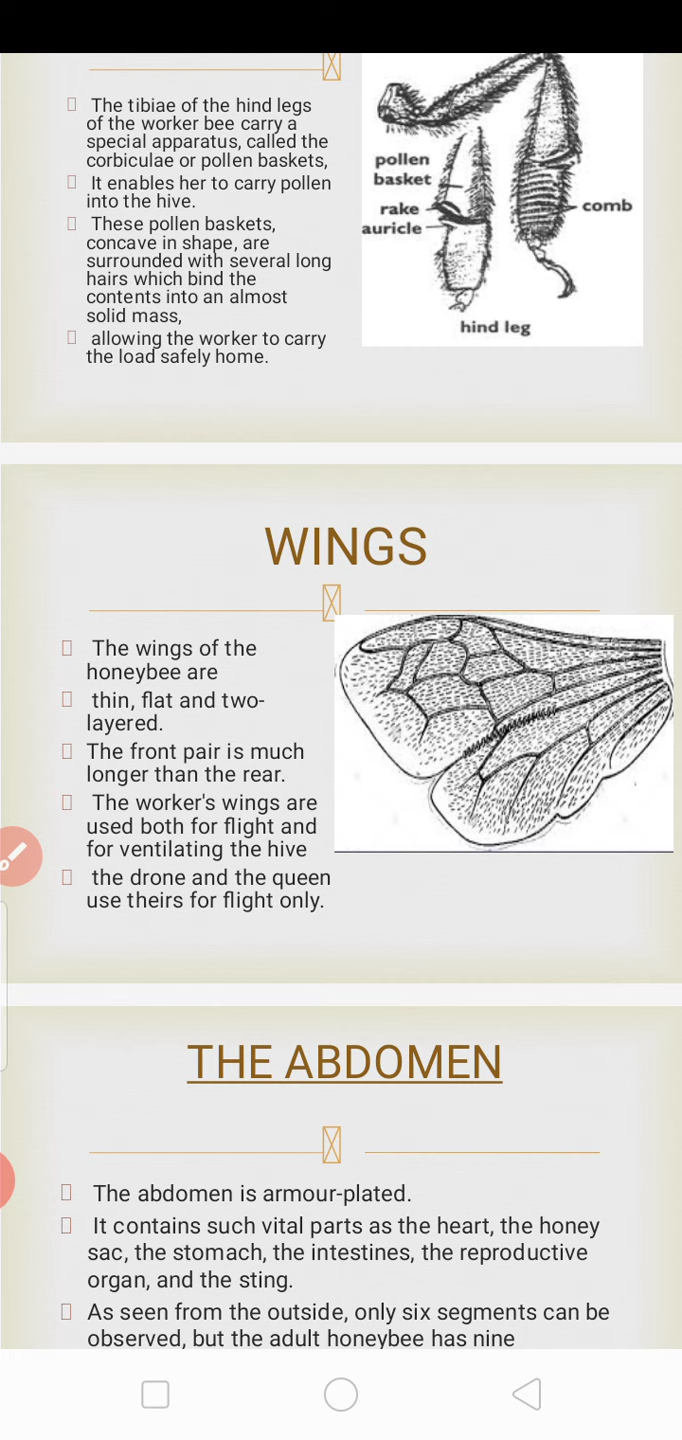 The tibiae of the hind legs
of the worker bee carry a
special apparatus, called the
corbiculae or pollen baskets,
It enables her to carry pollen
into the hive.
These pollen baskets,
concave in shape, are
surrounded with several long
hairs which bind the
contents into an almost
solid mass,
allowing the worker to carry
the load safely home.
pollen
basket
rake
auricle
comb
hind leg
WINGS
The wings of the
honeybee are
thin, flat and two-
layered.
The front pair is much
longer than the rear.
The worker's wings are
used both for flight and
for ventilating the hive
the drone and the queen
use theirs for flight only.
THE ABDOMEN
The abdomen is armour-plated.
It contains such vital parts as the heart, the honey
sac, the stomach, the intestines, the reproductive
organ, and the sting.
As seen from the outside, only six segments can be
observed, but the adult honeybee has nine